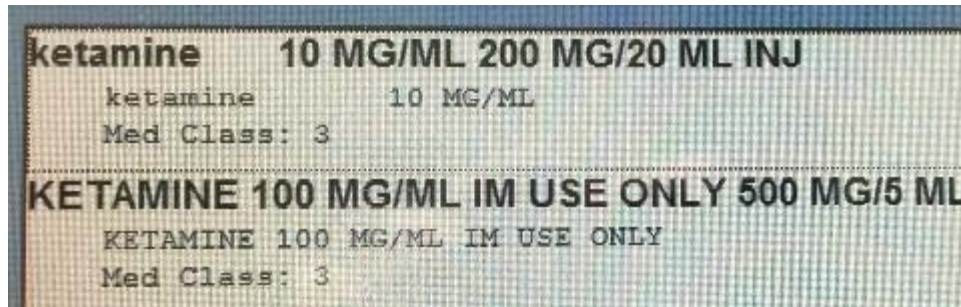 ketamine 10 MG/ML 200 MG/20 ML INJ
ketamine 10 MG/ML
Med Class: 3
KETAMINE 100 MG/ML IM USE ONLY 500 MG/5 ML
KETAMINE 100 MG/ML IM USE ONLY
Med Class: 3